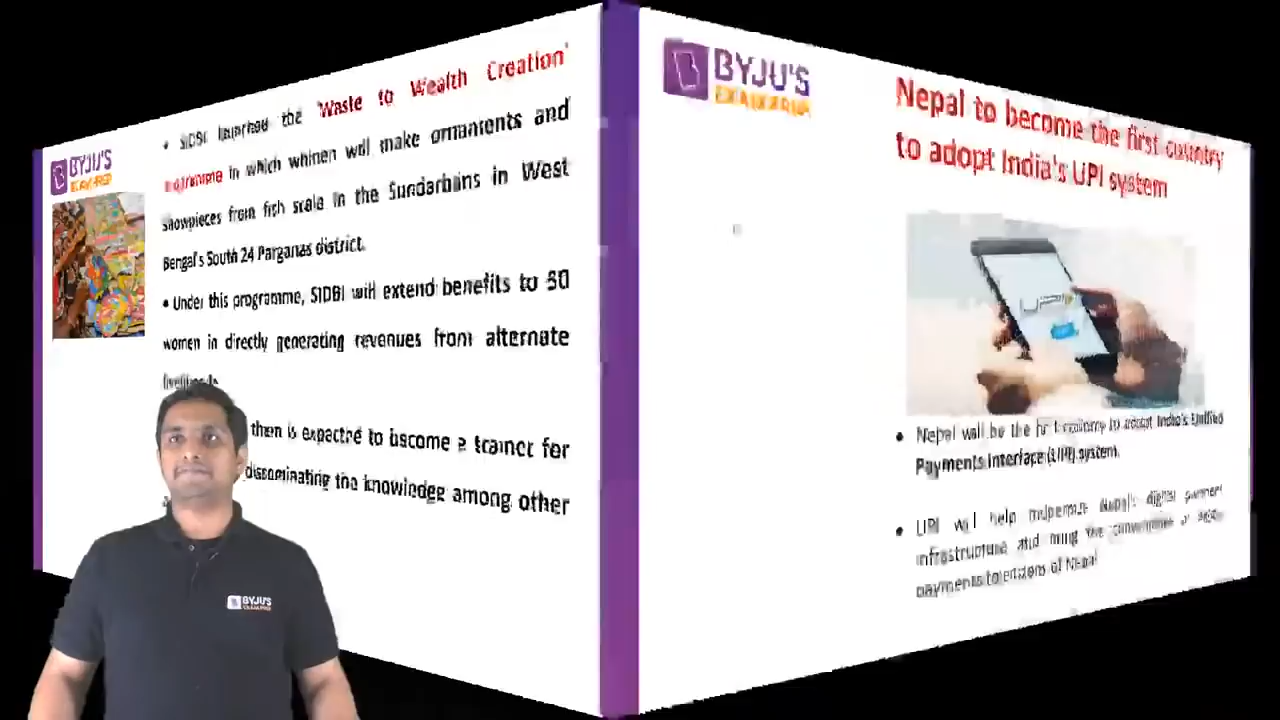 BYJU'S
EXAM PREP
• SIDBI launched the 'Waste to Wealth Creation'
programme in which women will make ornaments and
showpieces from fish scale in the Sundarbans in West
Bengal's South 24 Parganas district.
• Under this programme, SIDBI will extend benefits to 50
women in directly generating revenues from alternate
them is expected to become a trainer for
disseminating the knowledge among other
BYJU'S
BYJU'S
EXAM PREP
Nepal to become the first country
to adopt India's UPI system
UPI
• Nepal will be the first country to adopt India's Unified
Payments Interface (UPI) system.
• UPI will help modernize Nepal's digital payment
infrastructure and bring the convenience of
payments to citizens of Nepal